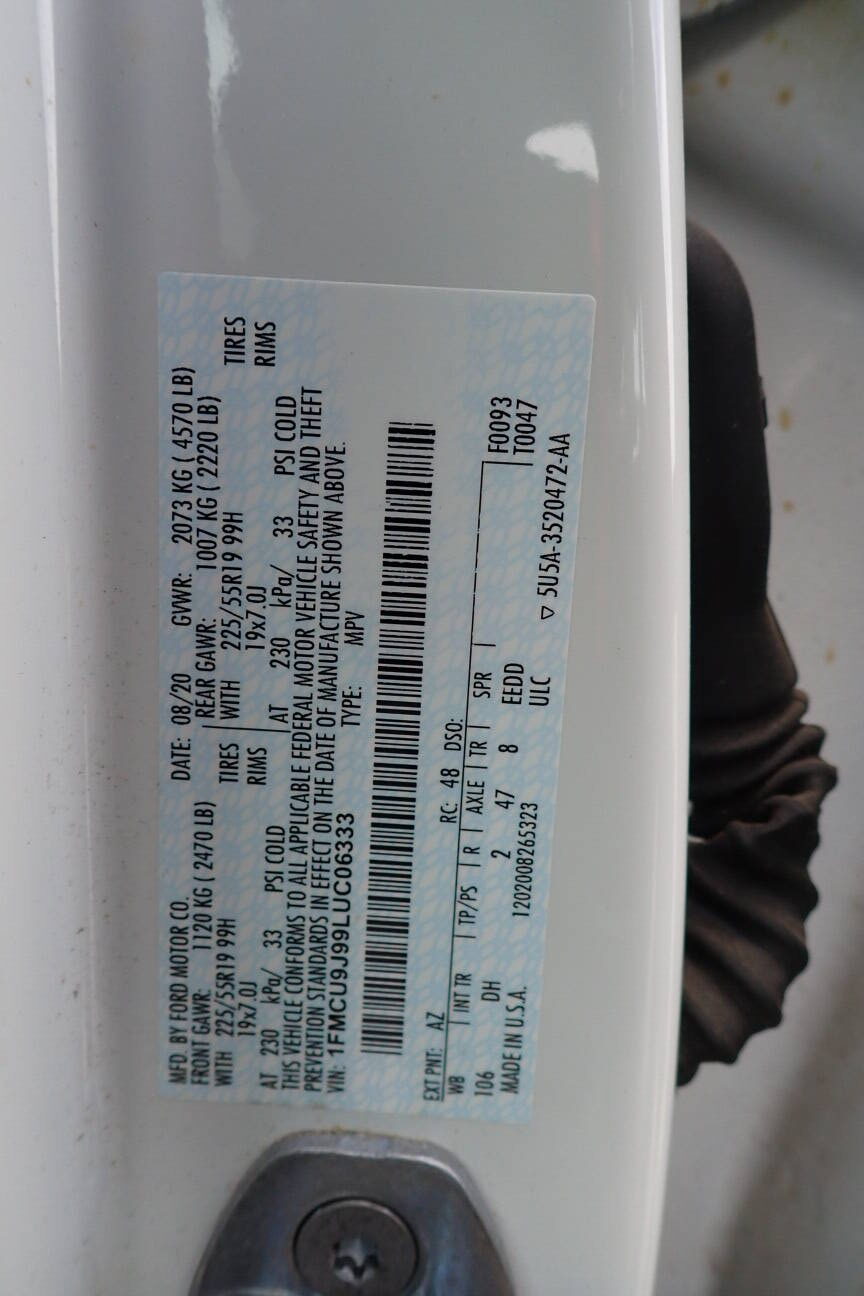 MFD. BY FORD MOTOR CO. DATE: 08/20 GVWR: 2073 KG ( 4570 LB)
FRONT GAWR: 1120 KG ( 2470 LB) REAR GAWR: 1007 KG ( 2220 LB)
WITH 225/55R19 99H TIRES WITH 225/55R19 99H TIRES
19x7.0J RIMS 19x7.0J RIMS
AT 230 kPa/ 33 PSI COLD AT 230 kPa/ 33 PSI COLD
THIS VEHICLE CONFORMS TO ALL APPLICABLE FEDERAL MOTOR VEHICLE SAFETY AND THEFT
PREVENTION STANDARDS IN EFFECT ON THE DATE OF MANUFACTURE SHOWN ABOVE.
VIN: 1FMCU9J99LUC06333 TYPE: MPV
EXT PNT: AZ RC: 48 DSO:
WB INT TR TP/PS R AXLE TR SPR F0093
106 DH 2 47 8 EEDD T0047
MADE IN U.S.A. 1202008265323 ULC
▽ 5U5A-3520472-AA